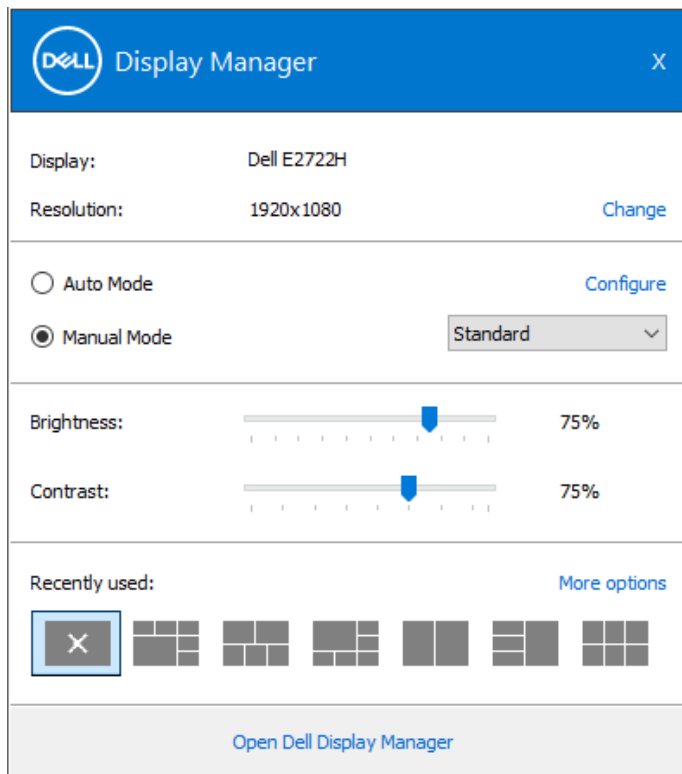 DELL Display Manager X
Display: Dell E2722H
Resolution: 1920x1080 Change
Auto Mode Configure
Manual Mode Standard
Brightness: 75%
Contrast: 75%
Recently used: More options
Open Dell Display Manager